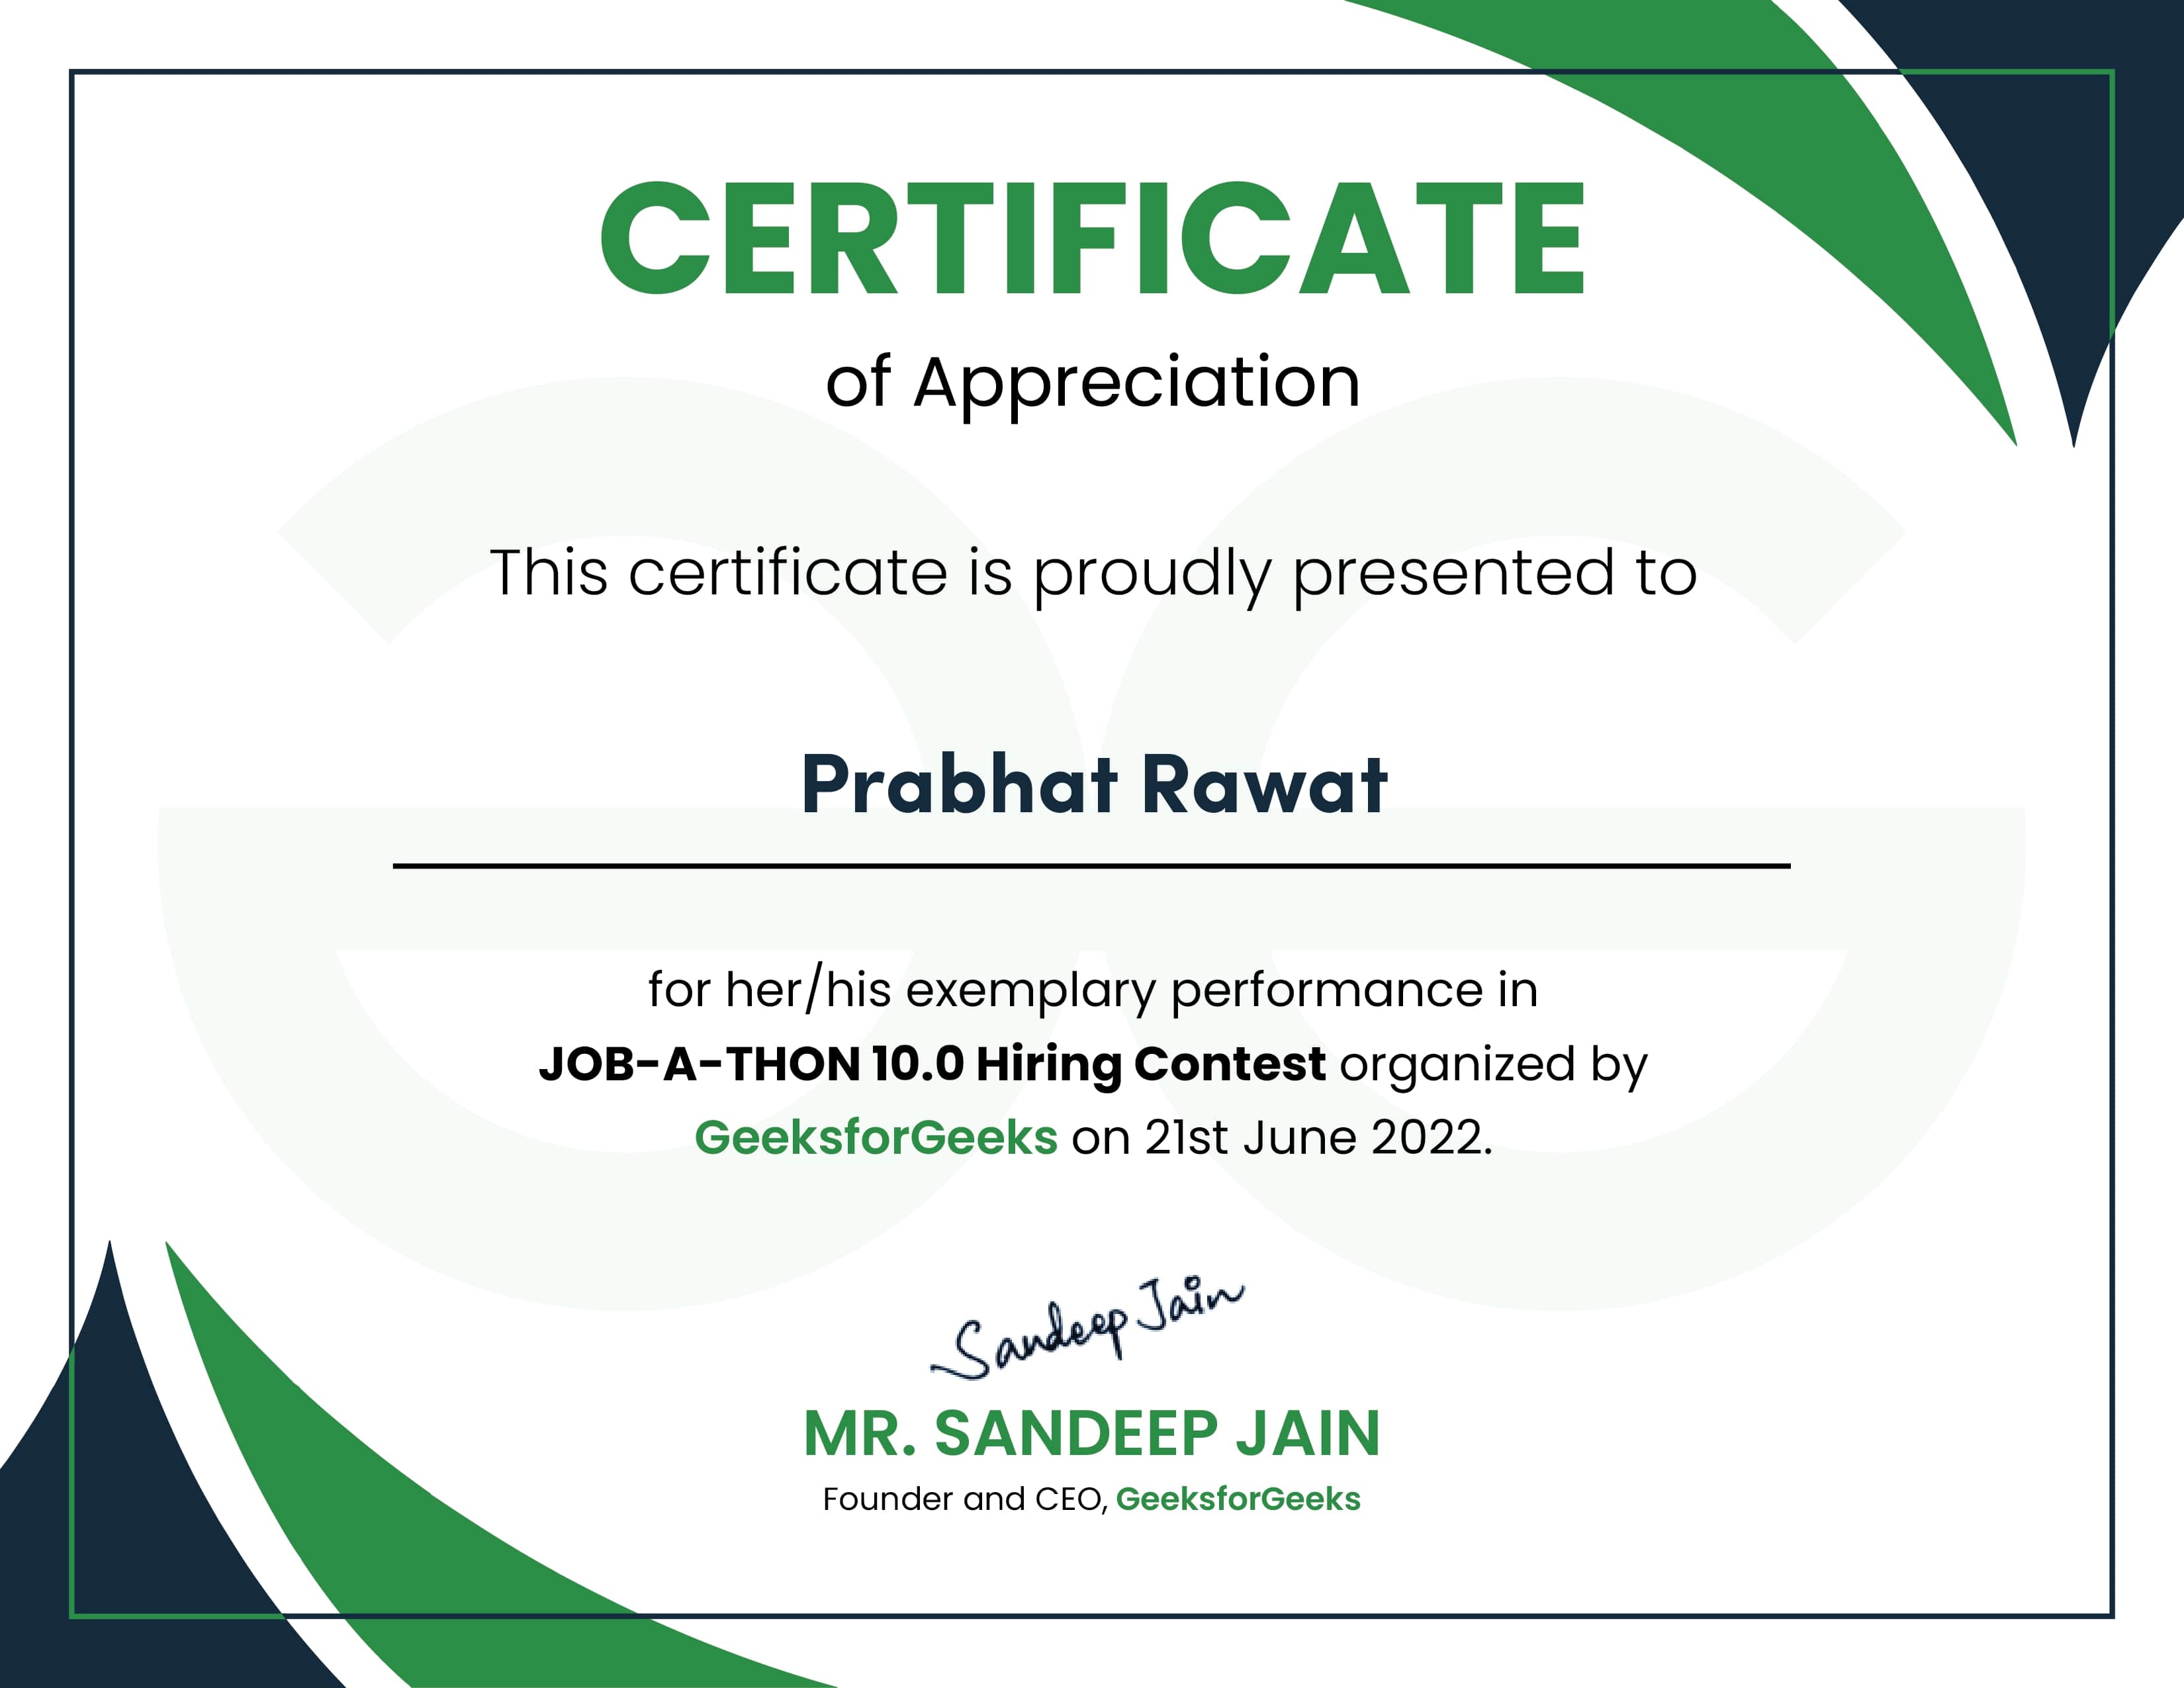 CERTIFICATE
of Appreciation
This certificate is proudly presented to
Prabhat Rawat
for her/his exemplary performance in
JOB-A-THON 10.0 Hiring Contest organized by
GeeksforGeeks on 21st June 2022.
Sandeep Jain
MR. SANDEEP JAIN
Founder and CEO, GeeksforGeeks